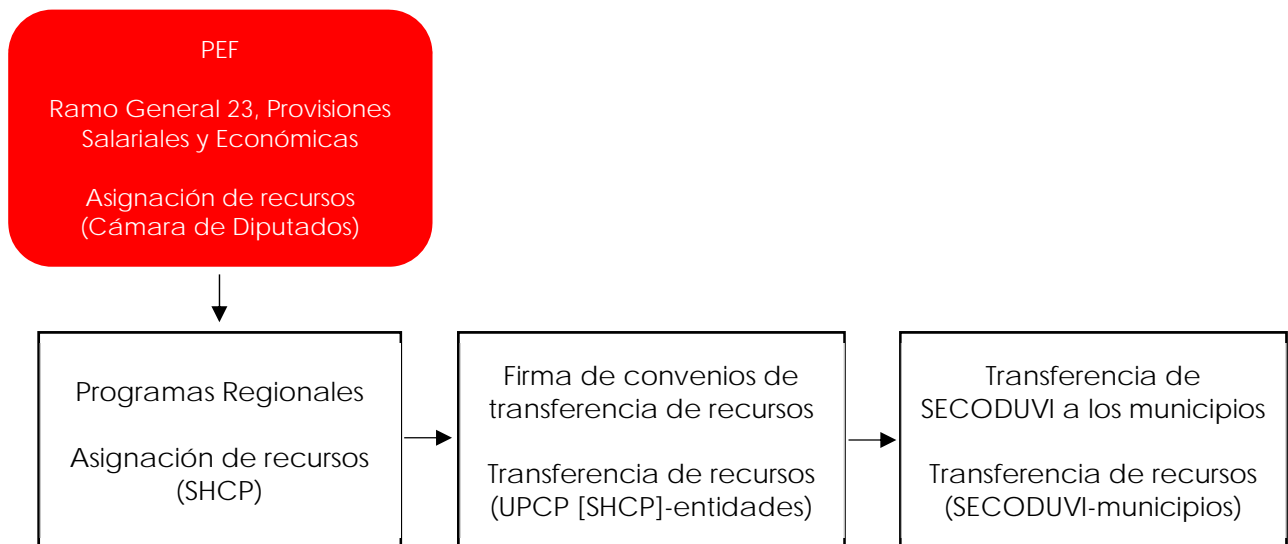 PEF
Ramo General 23, Provisiones
Salariales y Económicas
Asignación de recursos
(Cámara de Diputados)
Programas Regionales
Asignación de recursos
(SHCP)
Firma de convenios de
transferencia de recursos
Transferencia de recursos
(UPCP [SHCP]-entidades)
Transferencia de
SECODUVI a los municipios
Transferencia de recursos
(SECODUVI-municipios)